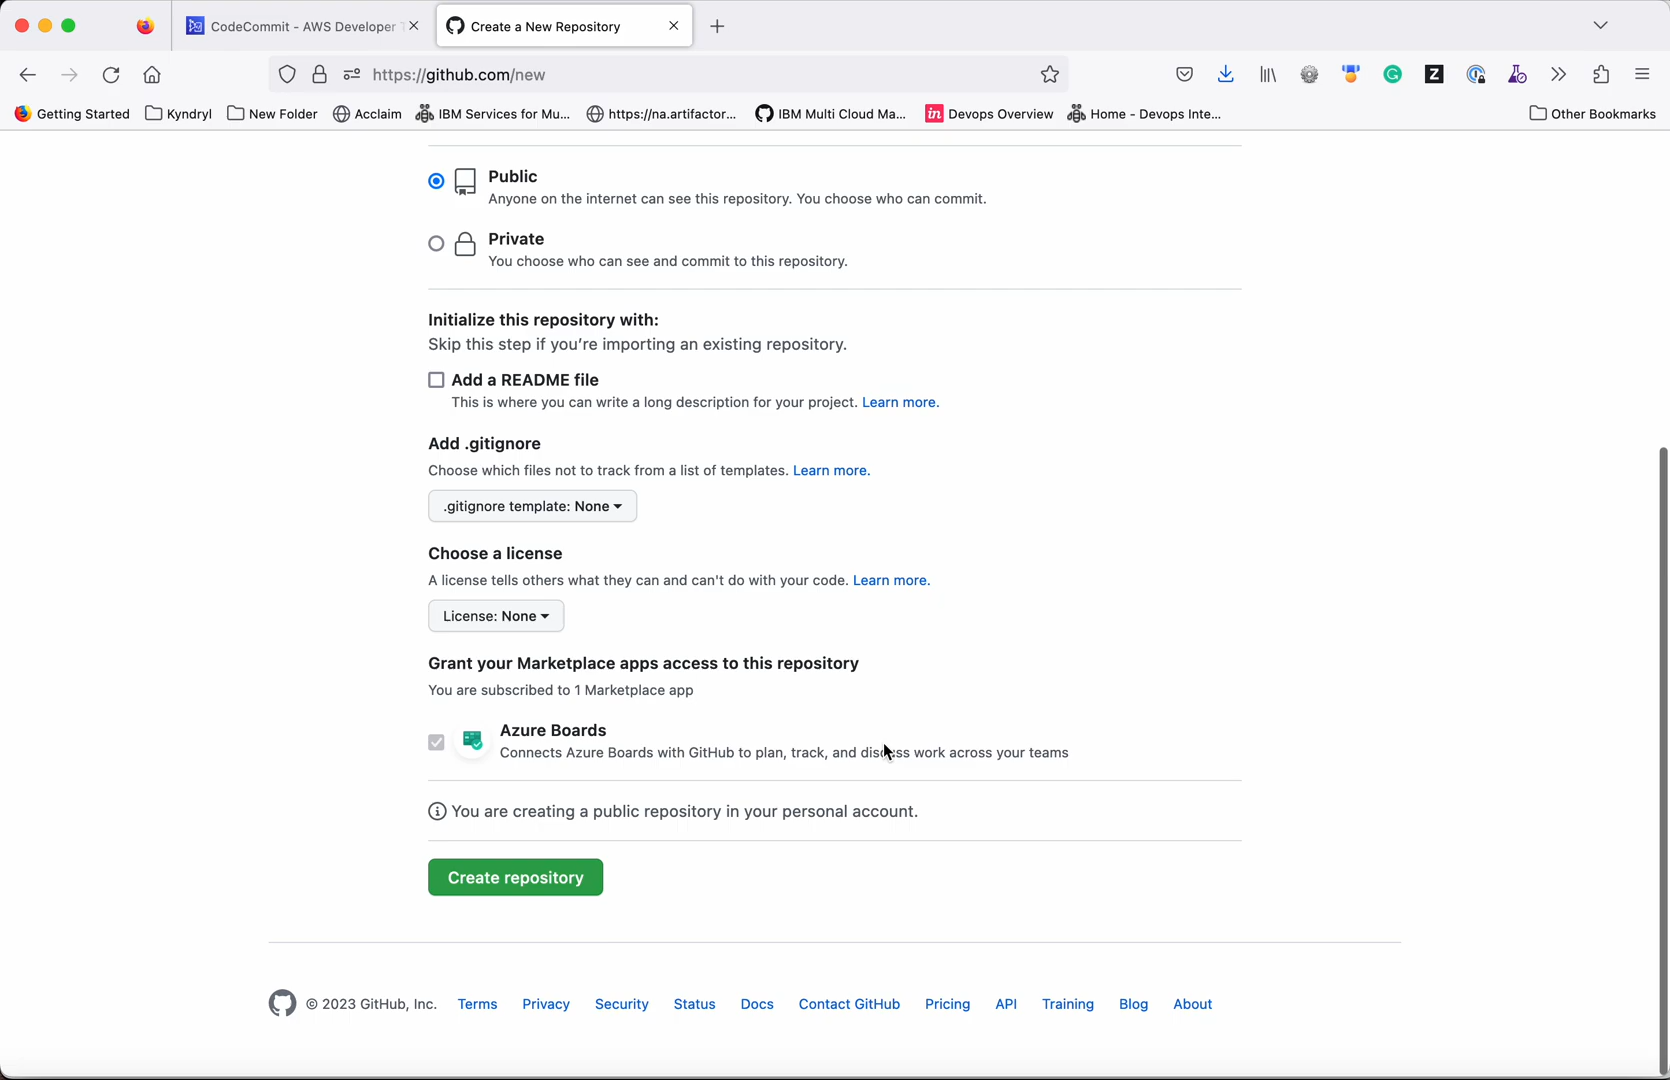 CodeCommit - AWS Developer T
Create a New Repository
https://github.com/new
Getting Started
Kyndryl
New Folder
Acclaim
IBM Services for Mu...
https://na.artifactor...
IBM Multi Cloud Ma...
in Devops Overview
Home - Devops Inte...
Other Bookmarks
Public
Anyone on the internet can see this repository. You choose who can commit.
Private
You choose who can see and commit to this repository.
Initialize this repository with:
Skip this step if you're importing an existing repository.
Add a README file
This is where you can write a long description for your project. Learn more.
Add .gitignore
Choose which files not to track from a list of templates. Learn more.
.gitignore template: None
Choose a license
A license tells others what they can and can't do with your code. Learn more.
License: None
Grant your Marketplace apps access to this repository
You are subscribed to 1 Marketplace app
Azure Boards
Connects Azure Boards with GitHub to plan, track, and discuss work across your teams
You are creating a public repository in your personal account.
Create repository
© 2023 GitHub, Inc. Terms Privacy Security Status Docs Contact GitHub Pricing API Training Blog About